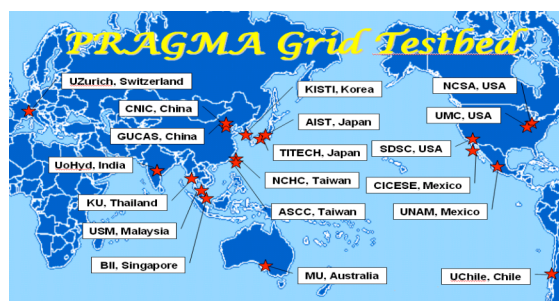 PRAGMA Grid Testbed
UZurich, Switzerland
KISTI, Korea
NCSA, USA
CNIC, China
AIST, Japan
UMC, USA
GUCAS, China
TITECH, Japan
SDSC, USA
UoHyd, India
NCHC, Taiwan
CICESE, Mexico
KU, Thailand
ASCC, Taiwan
UNAM, Mexico
USM, Malaysia
BII, Singapore
MU, Australia
UChile, Chile